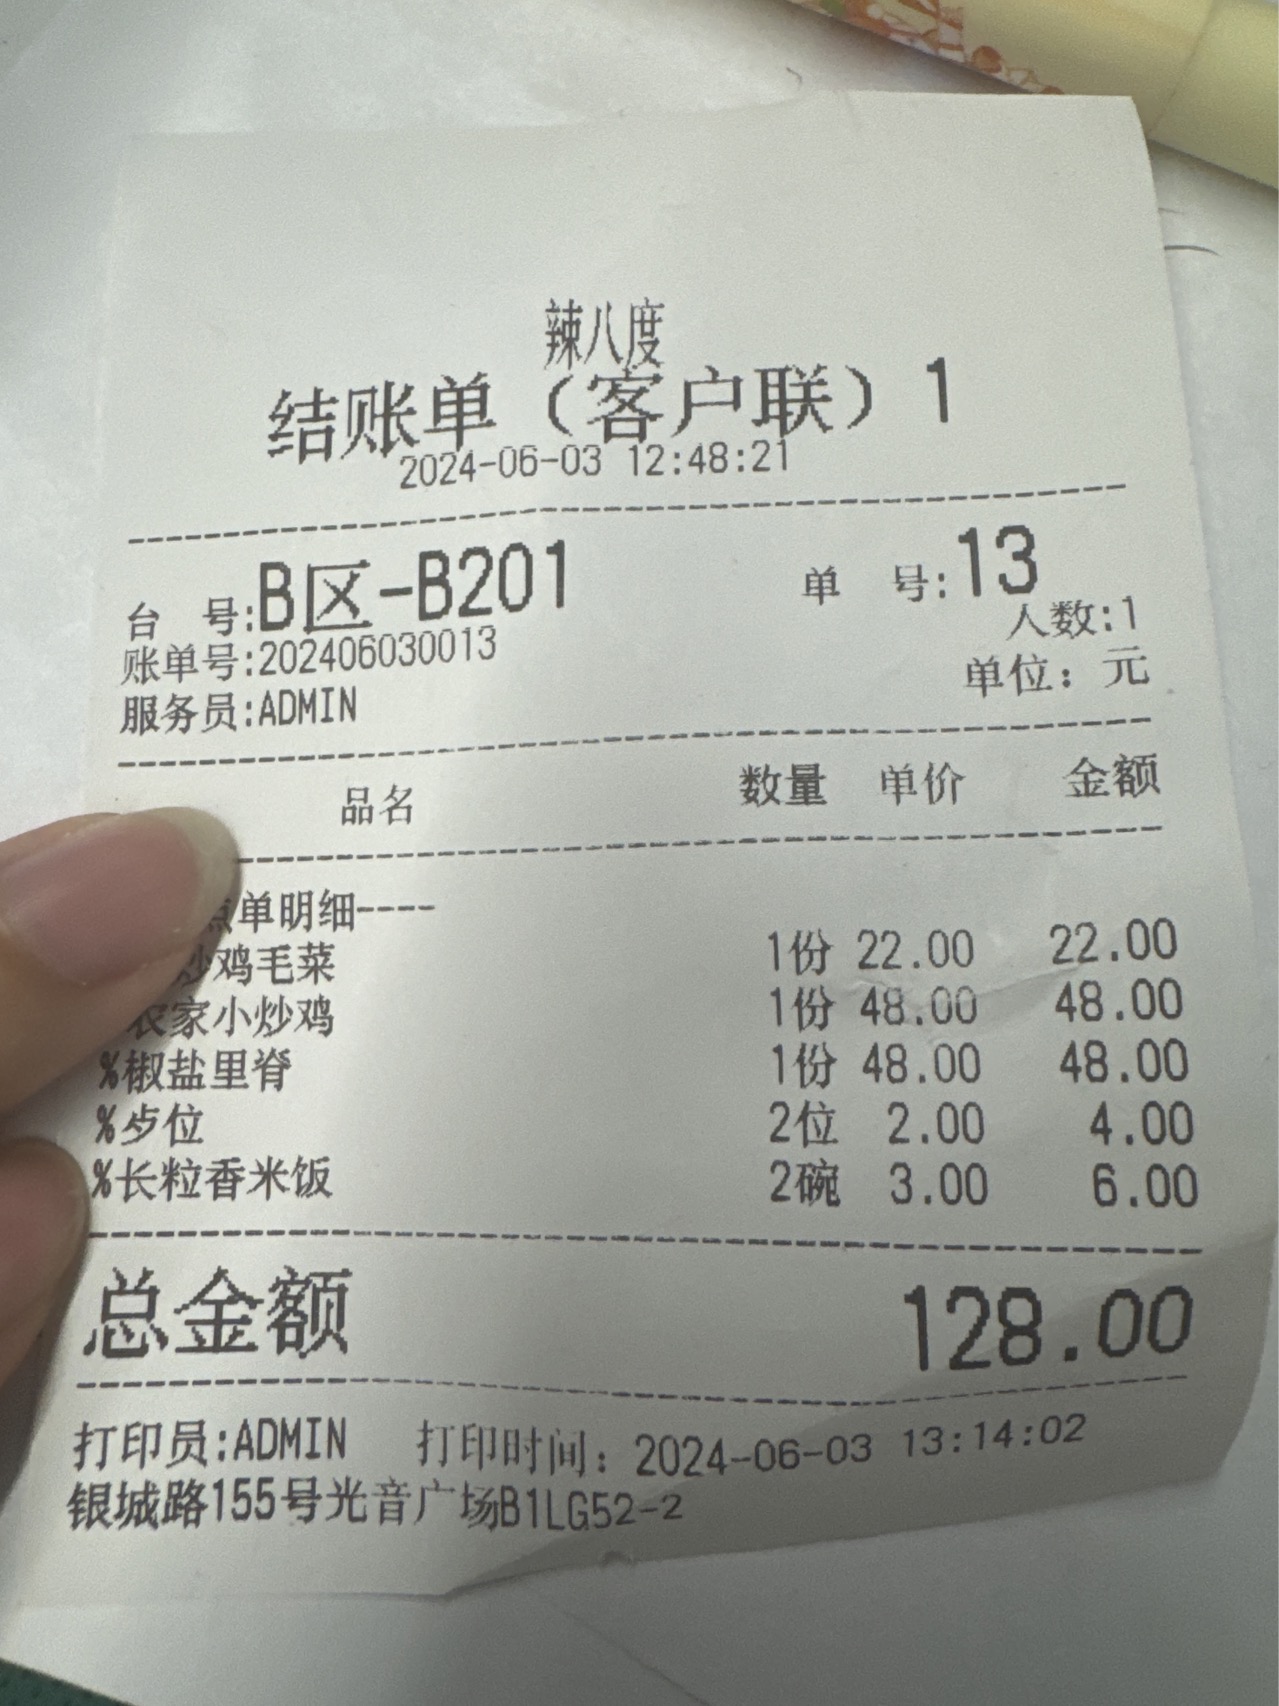 辣八度
结账单（客户联）1
2024-06-03 12:48:21
台 号:B区-B201 单 号:13
账单号:202406030013 人数:1
服务员:ADMIN 单位：元
品名 数量 单价 金额
点单明细----
炒鸡毛菜 1份 22.00 22.00
农家小炒鸡 1份 48.00 48.00
%椒盐里脊 1份 48.00 48.00
%歺位 2位 2.00 4.00
%长粒香米饭 2碗 3.00 6.00
总金额 128.00
打印员:ADMIN 打印时间：2024-06-03 13:14:02
银城路155号光音广场B1LG52-2